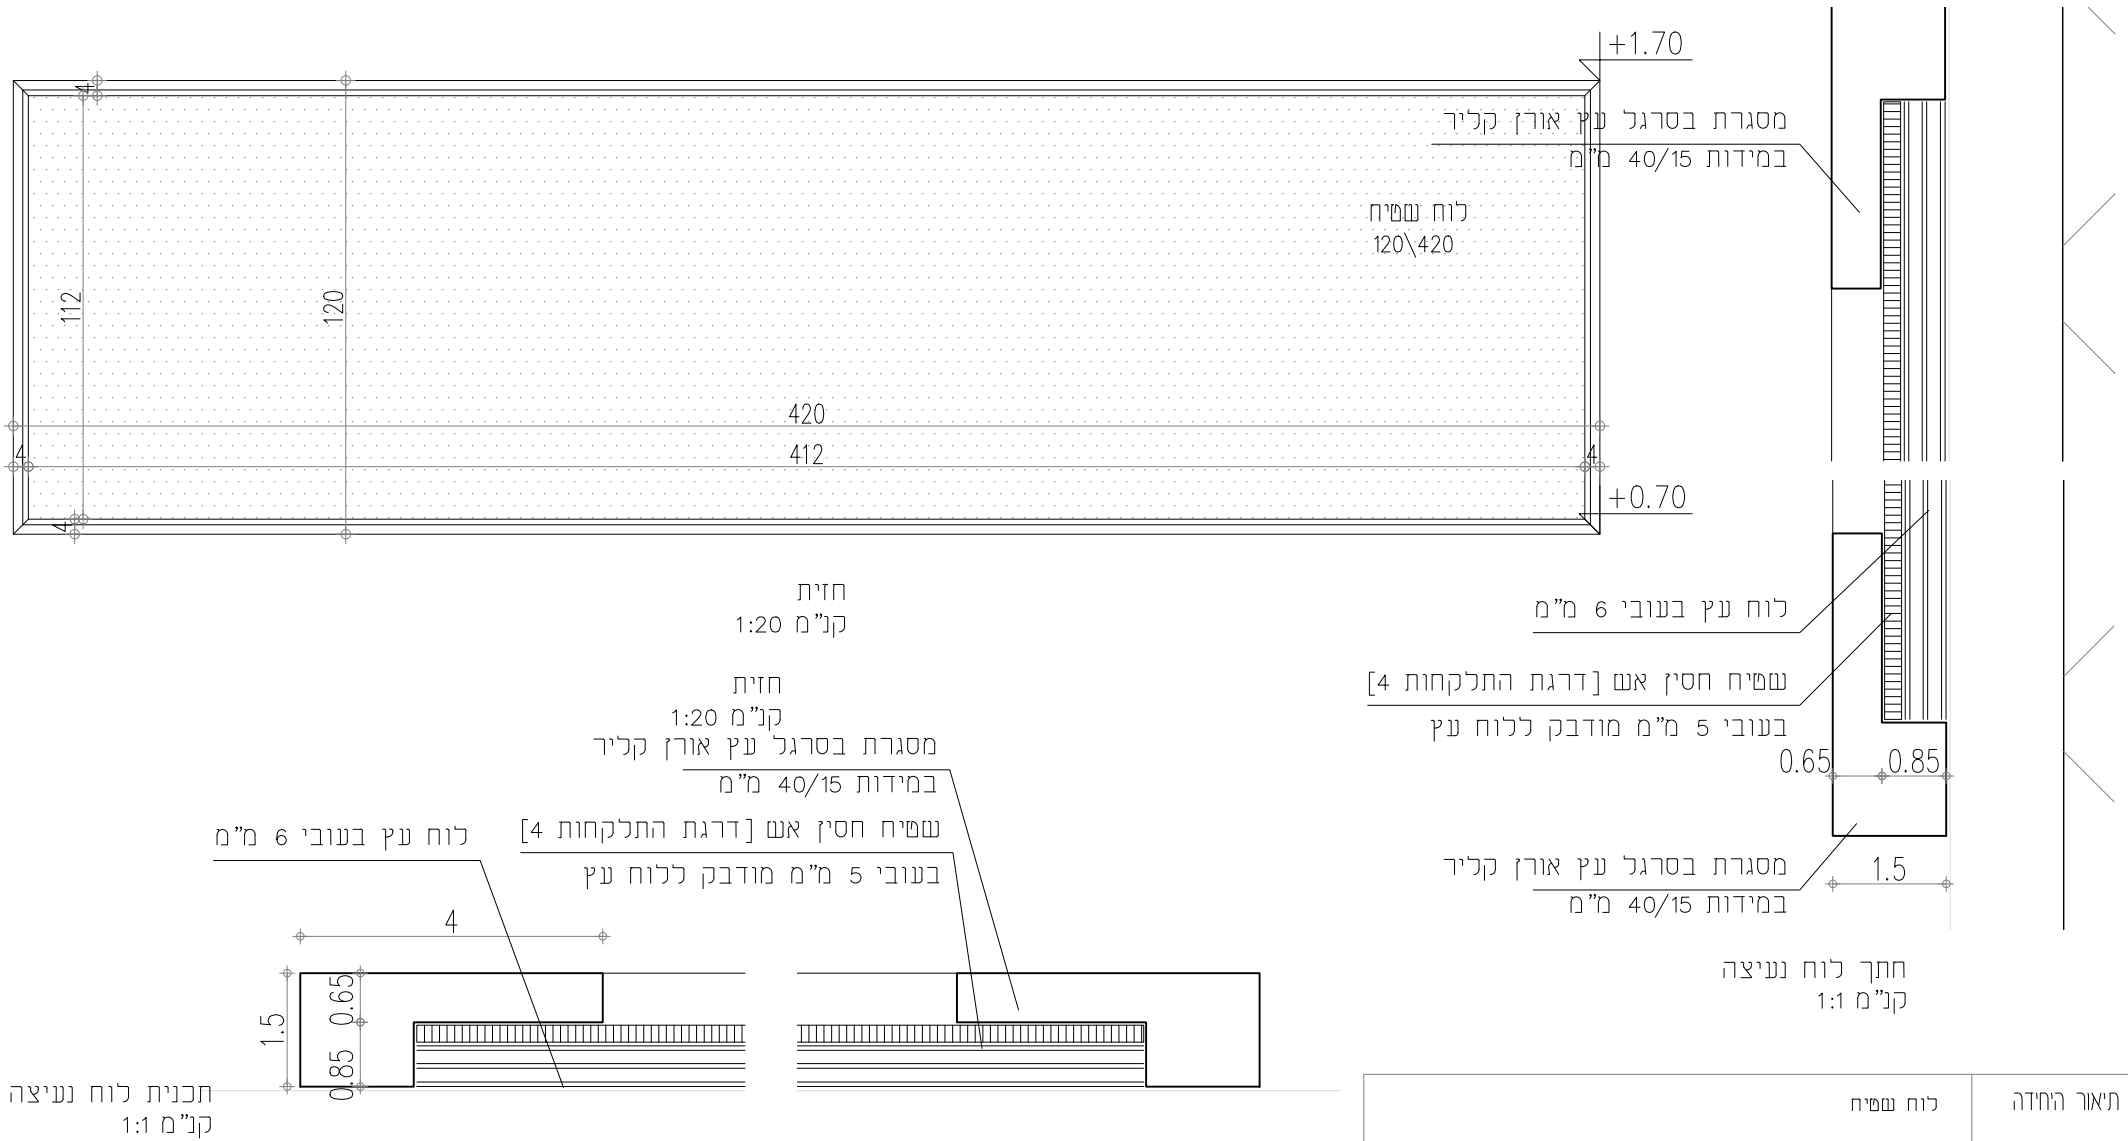 +1.70
4
מסגרת בסרגל עץ אורן קליר
במידות 40/15 מ"מ
לוח שטיח
120\420
112
120
420
412
4
4
4
+0.70
חזית
קנ"מ 1:20
לוח עץ בעובי 6 מ"מ
שטיח חסין אש [דרגת התלקחות 4]
בעובי 5 מ"מ מודבק ללוח עץ
0.65
0.85
מסגרת בסרגל עץ אורן קליר
במידות 40/15 מ"מ
1.5
חתך לוח נעיצה
קנ"מ 1:1
חזית
קנ"מ 1:20
מסגרת בסרגל עץ אורן קליר
במידות 40/15 מ"מ
שטיח חסין אש [דרגת התלקחות 4]
בעובי 5 מ"מ מודבק ללוח עץ
לוח עץ בעובי 6 מ"מ
4
0.65
1.5
0.85
תכנית לוח נעיצה
קנ"מ 1:1
תיאור היחידה
לוח שטיח